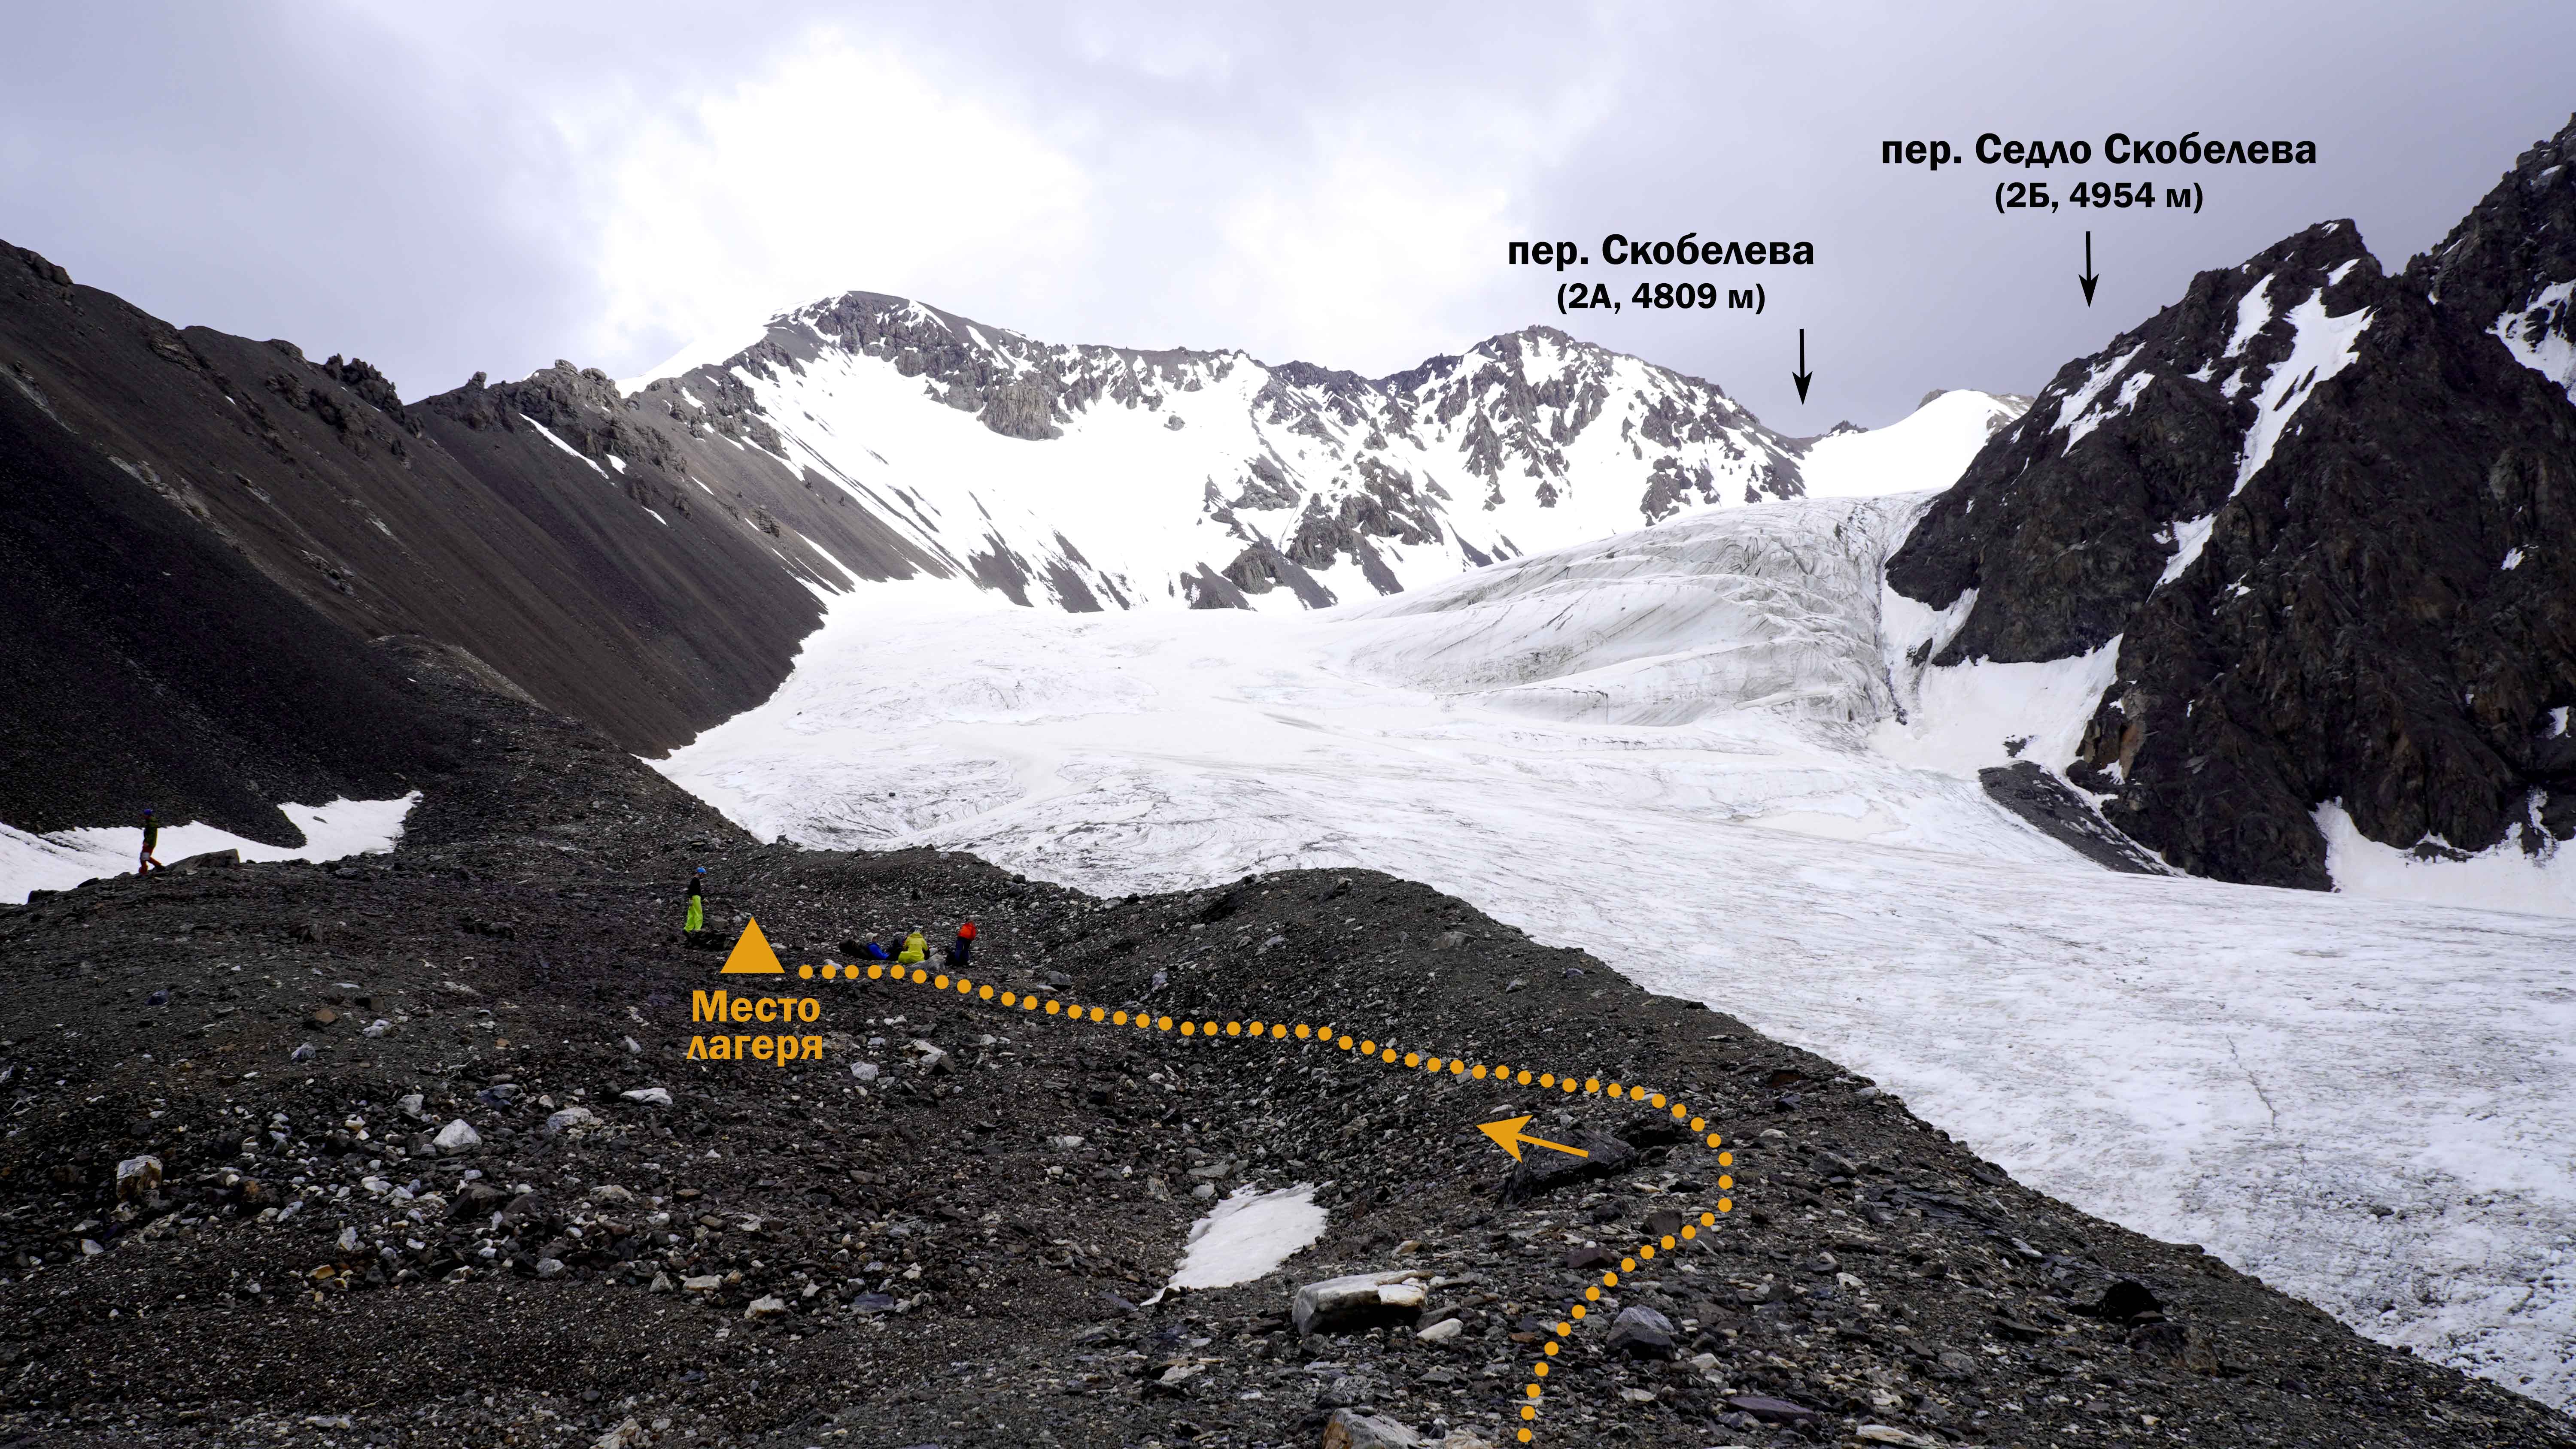 пер. Седло Скобелева
(2Б, 4954 м)
пер. Скобелева
(2А, 4809 м)
Место
лагеря